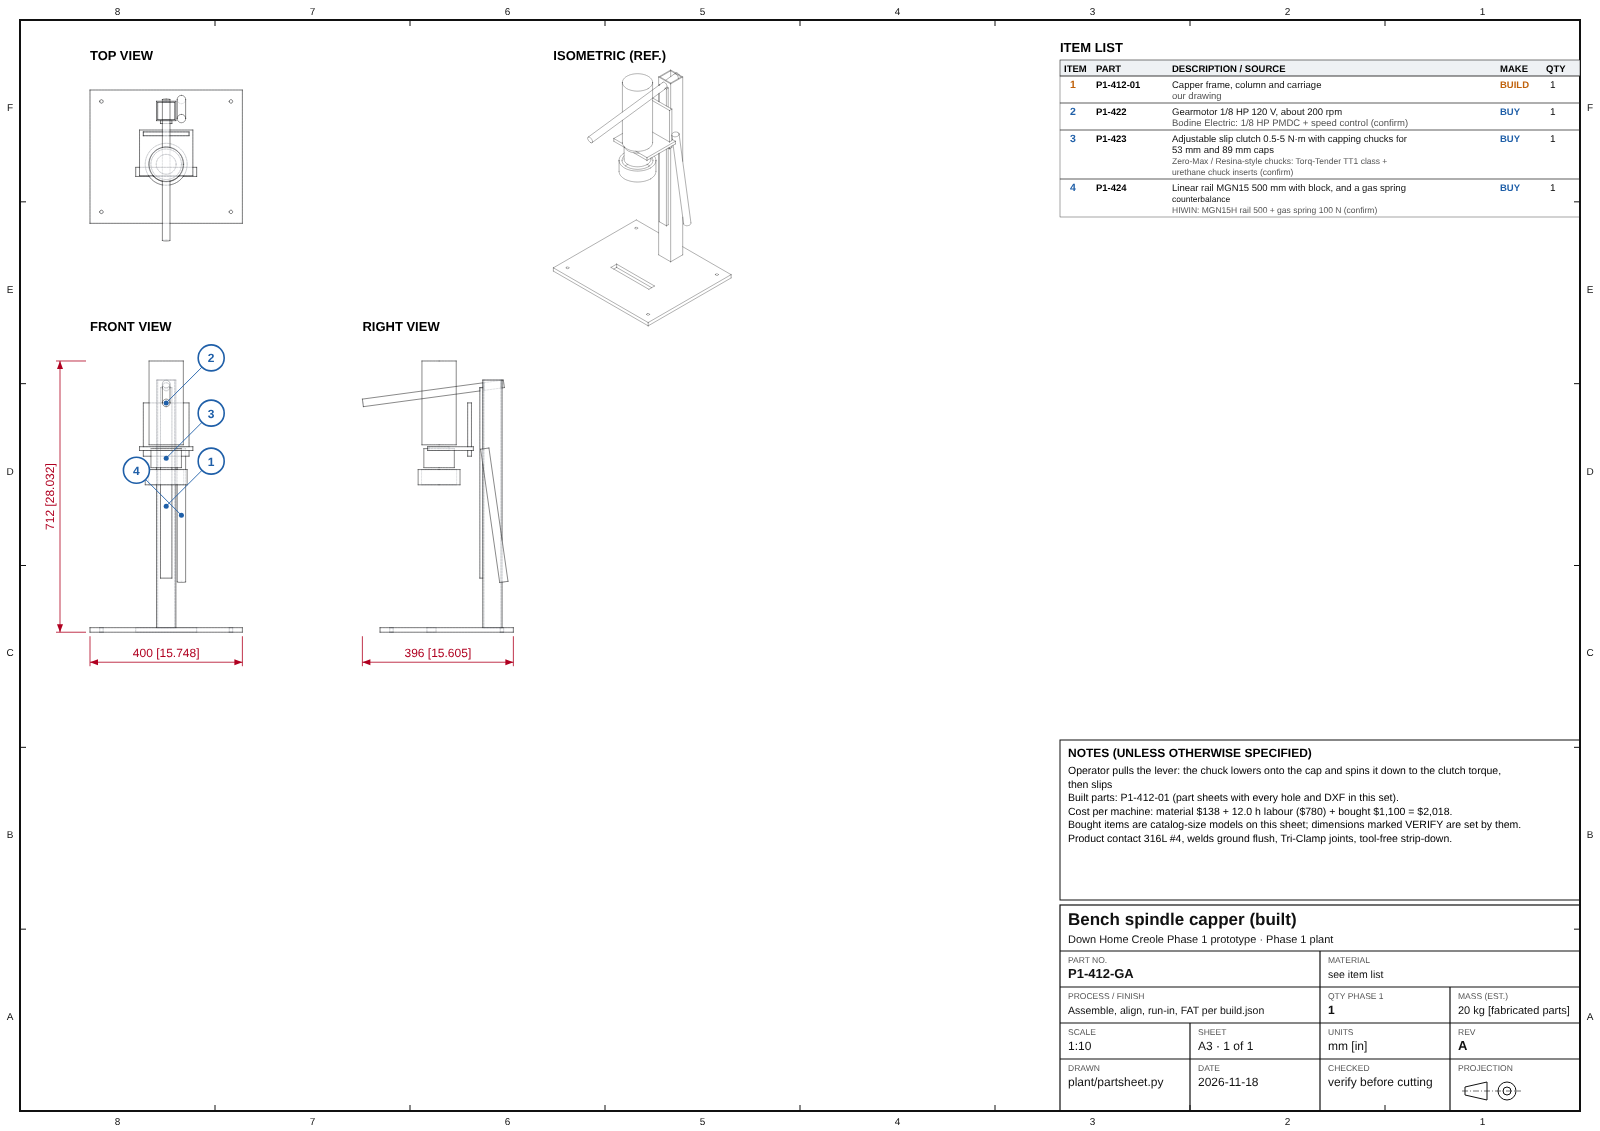 8 7 6 5 4 3 2 1
TOP VIEW
ISOMETRIC (REF.)
ITEM LIST
ITEM PART DESCRIPTION / SOURCE MAKE QTY
1 P1-412-01 Capper frame, column and carriage BUILD 1
our drawing
2 P1-422 Gearmotor 1/8 HP 120 V, about 200 rpm BUY 1
Bodine Electric: 1/8 HP PMDC + speed control (confirm)
3 P1-423 Adjustable slip clutch 0.5-5 N·m with capping chucks for BUY 1
53 mm and 89 mm caps
Zero-Max / Resina-style chucks: Torq-Tender TT1 class +
urethane chuck inserts (confirm)
4 P1-424 Linear rail MGN15 500 mm with block, and a gas spring BUY 1
counterbalance
HIWIN: MGN15H rail 500 + gas spring 100 N (confirm)
F F
E E
FRONT VIEW
RIGHT VIEW
2
3
1
4
D D
712 [28.032]
400 [15.748]
396 [15.605]
C C
NOTES (UNLESS OTHERWISE SPECIFIED)
Operator pulls the lever: the chuck lowers onto the cap and spins it down to the clutch torque,
then slips
Built parts: P1-412-01 (part sheets with every hole and DXF in this set).
Cost per machine: material $138 + 12.0 h labour ($780) + bought $1,100 = $2,018.
Bought items are catalog-size models on this sheet; dimensions marked VERIFY are set by them.
Product contact 316L #4, welds ground flush, Tri-Clamp joints, tool-free strip-down.
B B
Bench spindle capper (built)
Down Home Creole Phase 1 prototype · Phase 1 plant
PART NO. MATERIAL
P1-412-GA see item list
PROCESS / FINISH QTY PHASE 1 MASS (EST.)
Assemble, align, run-in, FAT per build.json 1 20 kg [fabricated parts]
A A
SCALE SHEET UNITS REV
1:10 A3 · 1 of 1 mm [in] A
DRAWN DATE CHECKED PROJECTION
plant/partsheet.py 2026-11-18 verify before cutting
8 7 6 5 4 3 2 1